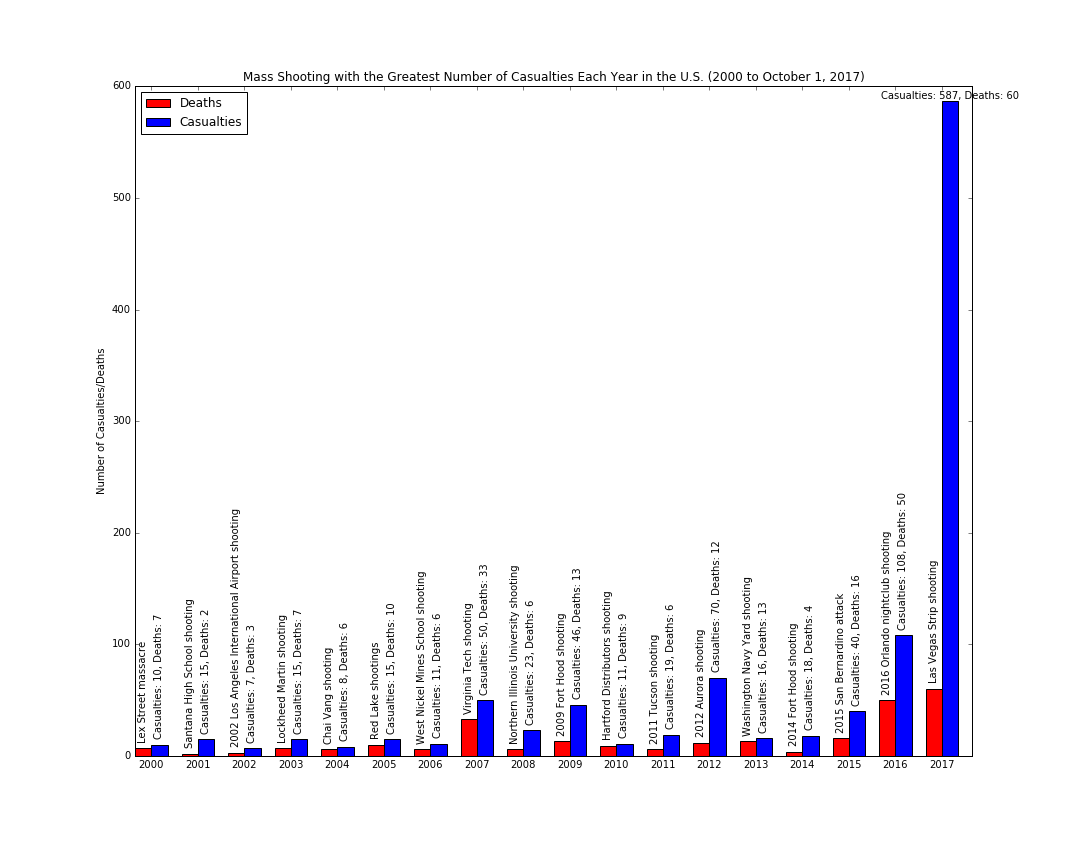 Mass Shooting with the Greatest Number of Casualties Each Year in the U.S. (2000 to October 1, 2017)
Deaths
Casualties
Number of Casualties/Deaths
600
500
400
300
200
100
0
Lex Street massacre
Casualties: 10, Deaths: 7
Santana High School shooting
Casualties: 15, Deaths: 2
2002 Los Angeles International Airport shooting
Casualties: 7, Deaths: 3
Lockheed Martin shooting
Casualties: 15, Deaths: 7
Chai Vang shooting
Casualties: 8, Deaths: 6
Red Lake shootings
Casualties: 15, Deaths: 10
West Nickel Mines School shooting
Casualties: 11, Deaths: 6
Virginia Tech shooting
Casualties: 50, Deaths: 33
Northern Illinois University shooting
Casualties: 23, Deaths: 6
2009 Fort Hood shooting
Casualties: 46, Deaths: 13
Hartford Distributors shooting
Casualties: 11, Deaths: 9
2011 Tucson shooting
Casualties: 19, Deaths: 6
2012 Aurora shooting
Casualties: 70, Deaths: 12
Washington Navy Yard shooting
Casualties: 16, Deaths: 13
2014 Fort Hood shooting
Casualties: 18, Deaths: 4
2015 San Bernardino attack
Casualties: 40, Deaths: 16
2016 Orlando nightclub shooting
Casualties: 108, Deaths: 50
Las Vegas Strip shooting
Casualties: 587, Deaths: 60
2000 2001 2002 2003 2004 2005 2006 2007 2008 2009 2010 2011 2012 2013 2014 2015 2016 2017